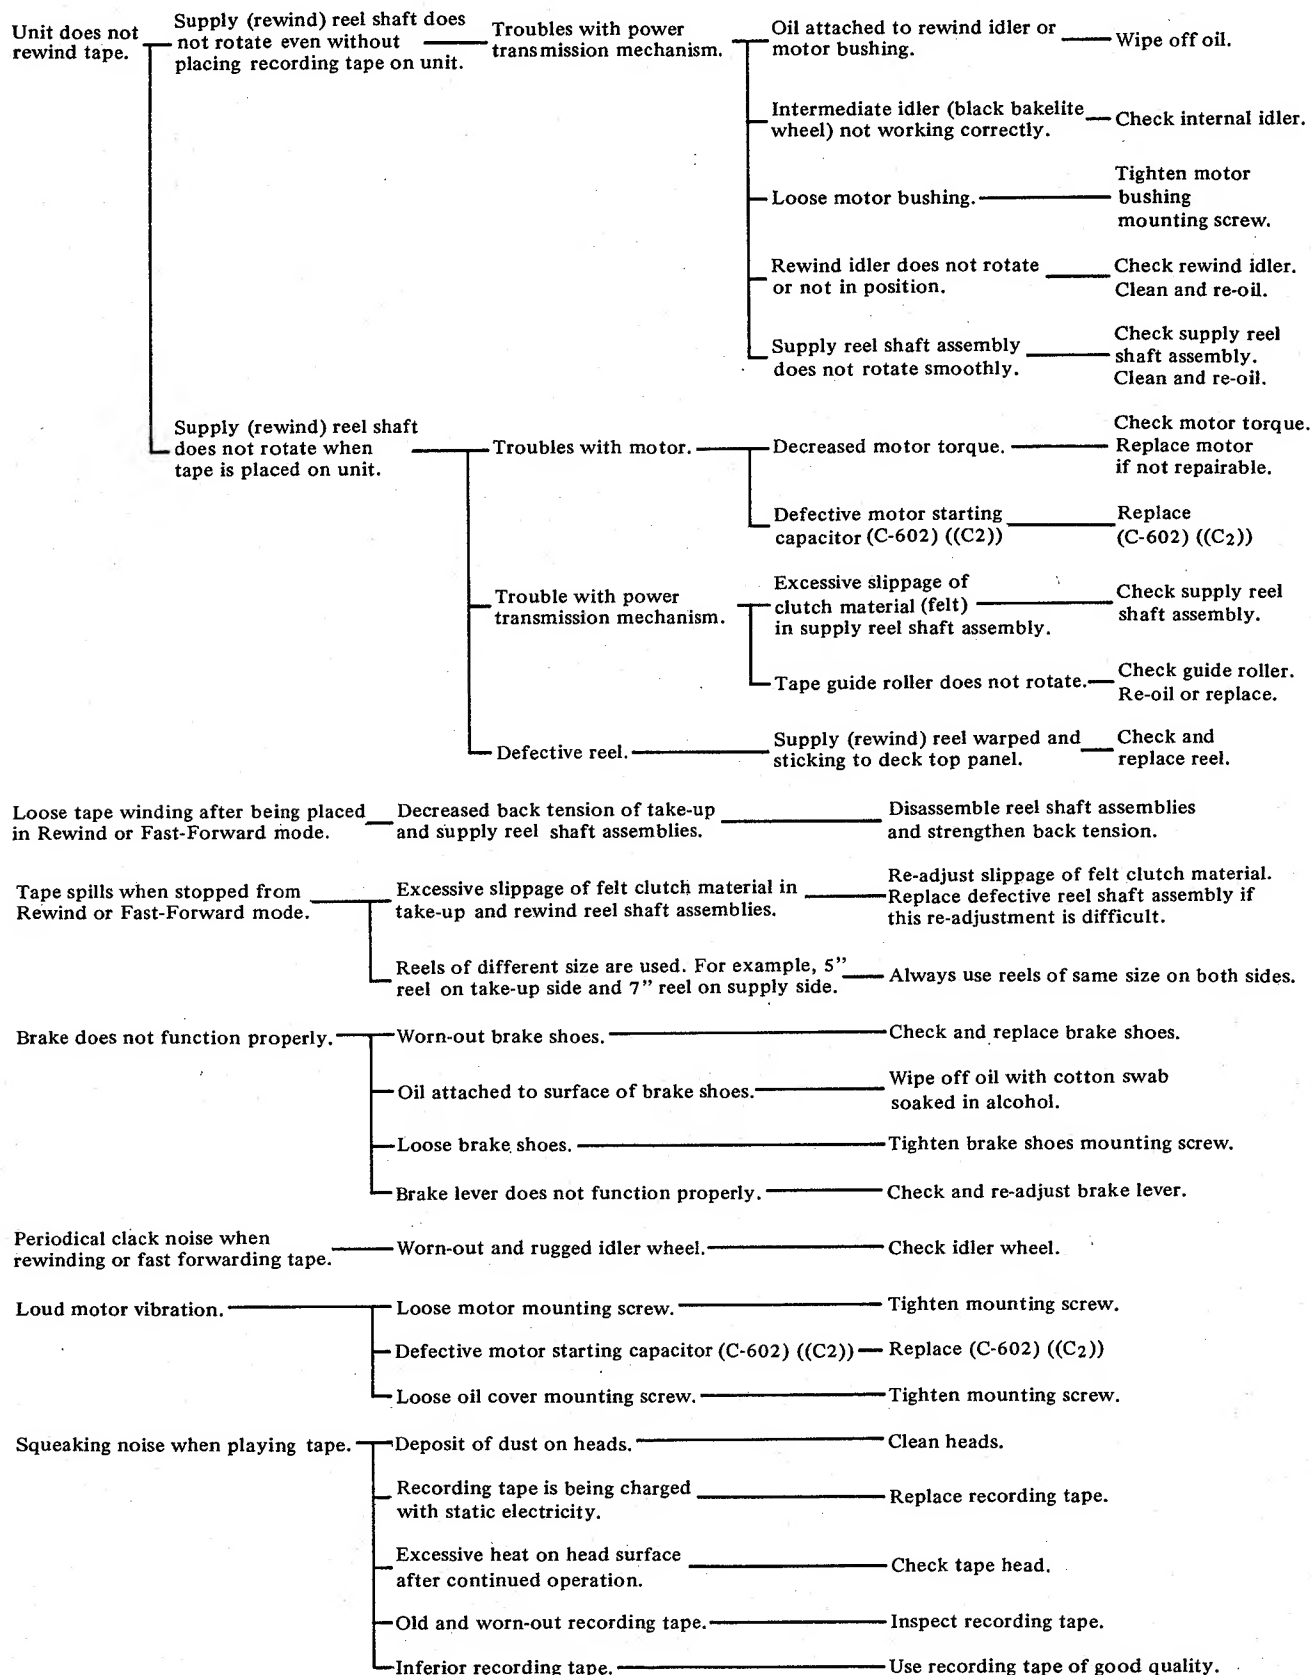 Unit does not
rewind tape.
Supply (rewind) reel shaft does
not rotate even without
placing recording tape on unit.
Troubles with power
transmission mechanism.
Oil attached to rewind idler or
motor bushing.
Wipe off oil.
Intermediate idler (black bakelite
wheel) not working correctly.
Check internal idler.
Loose motor bushing.
Tighten motor
bushing
mounting screw.
Rewind idler does not rotate
or not in position.
Check rewind idler.
Clean and re-oil.
Supply reel shaft assembly
does not rotate smoothly.
Check supply reel
shaft assembly.
Clean and re-oil.
Supply (rewind) reel shaft
does not rotate when
tape is placed on unit.
Troubles with motor.
Decreased motor torque.
Check motor torque.
Replace motor
if not repairable.
Defective motor starting
capacitor (C-602) ((C2))
Replace
(C-602) ((C2))
Trouble with power
transmission mechanism.
Excessive slippage of
clutch material (felt)
in supply reel shaft assembly.
Check supply reel
shaft assembly.
Tape guide roller does not rotate.
Check guide roller.
Re-oil or replace.
Defective reel.
Supply (rewind) reel warped and
sticking to deck top panel.
Check and
replace reel.
Loose tape winding after being placed
in Rewind or Fast-Forward mode.
Decreased back tension of take-up
and supply reel shaft assemblies.
Disassemble reel shaft assemblies
and strengthen back tension.
Tape spills when stopped from
Rewind or Fast-Forward mode.
Excessive slippage of felt clutch material in
take-up and rewind reel shaft assemblies.
Re-adjust slippage of felt clutch material.
Replace defective reel shaft assembly if
this re-adjustment is difficult.
Reels of different size are used. For example, 5”
reel on take-up side and 7” reel on supply side.
Always use reels of same size on both sides.
Brake does not function properly.
Worn-out brake shoes.
Check and replace brake shoes.
Oil attached to surface of brake shoes.
Wipe off oil with cotton swab
soaked in alcohol.
Loose brake shoes.
Tighten brake shoes mounting screw.
Brake lever does not function properly.
Check and re-adjust brake lever.
Periodical clack noise when
rewinding or fast forwarding tape.
Worn-out and rugged idler wheel.
Check idler wheel.
Loud motor vibration.
Loose motor mounting screw.
Tighten mounting screw.
Defective motor starting capacitor (C-602) ((C2))
Replace (C-602) ((C2))
Loose oil cover mounting screw.
Tighten mounting screw.
Squeaking noise when playing tape.
Deposit of dust on heads.
Clean heads.
Recording tape is being charged
with static electricity.
Replace recording tape.
Excessive heat on head surface
after continued operation.
Check tape head.
Old and worn-out recording tape.
Inspect recording tape.
Inferior recording tape.
Use recording tape of good quality.